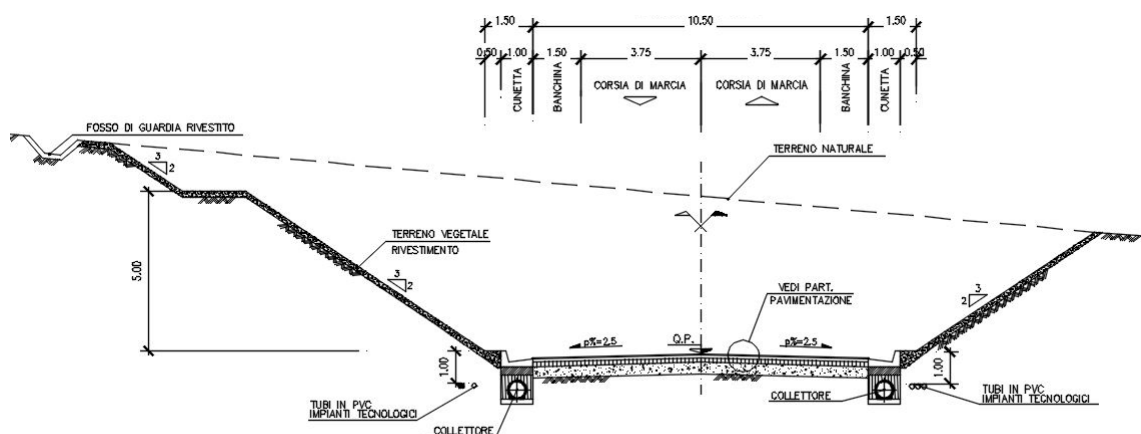 1.50 10.50 1.50
0.50 1.00 1.50 3.75 3.75 1.50 1.00 0.50
CUNETTA BANCHINA CORSIA DI MARCIA CORSIA DI MARCIA BANCHINA CUNETTA
FOSSO DI GUARDIA RIVESTITO
TERRENO NATURALE
3
2
TERRENO VEGETALE
RIVESTIMENTO
5.00
3
2
VEDI PART.
PAVIMENTAZIONE
3
2
p%=2.5 Q.P. p%=2.5
1.00 1.00
TUBI IN PVC
IMPIANTI TECNOLOGICI
COLLETTORE
TUBI IN PVC
IMPIANTI TECNOLOGICI
COLLETTORE